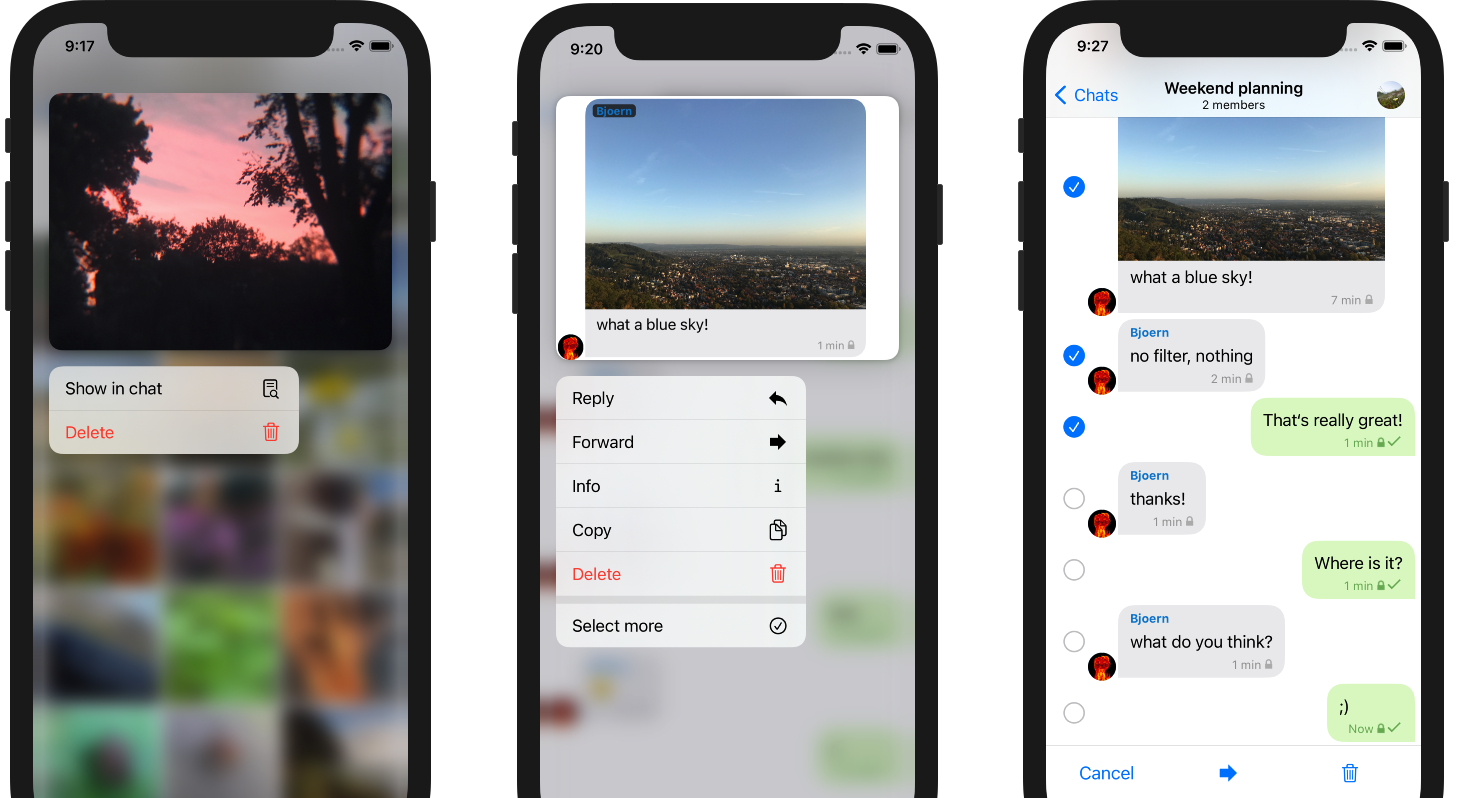 9:17
Show in chat
Delete
9:20
Bjoern
what a blue sky!
1 min
Reply
Forward
Info
Copy
Delete
Select more
9:27
Chats
Weekend planning
2 members
what a blue sky!
7 min
Bjoern
no filter, nothing
2 min
That‘s really great!
1 min
Bjoern
thanks!
1 min
Where is it?
1 min
Bjoern
what do you think?
1 min
;)
Now
Cancel